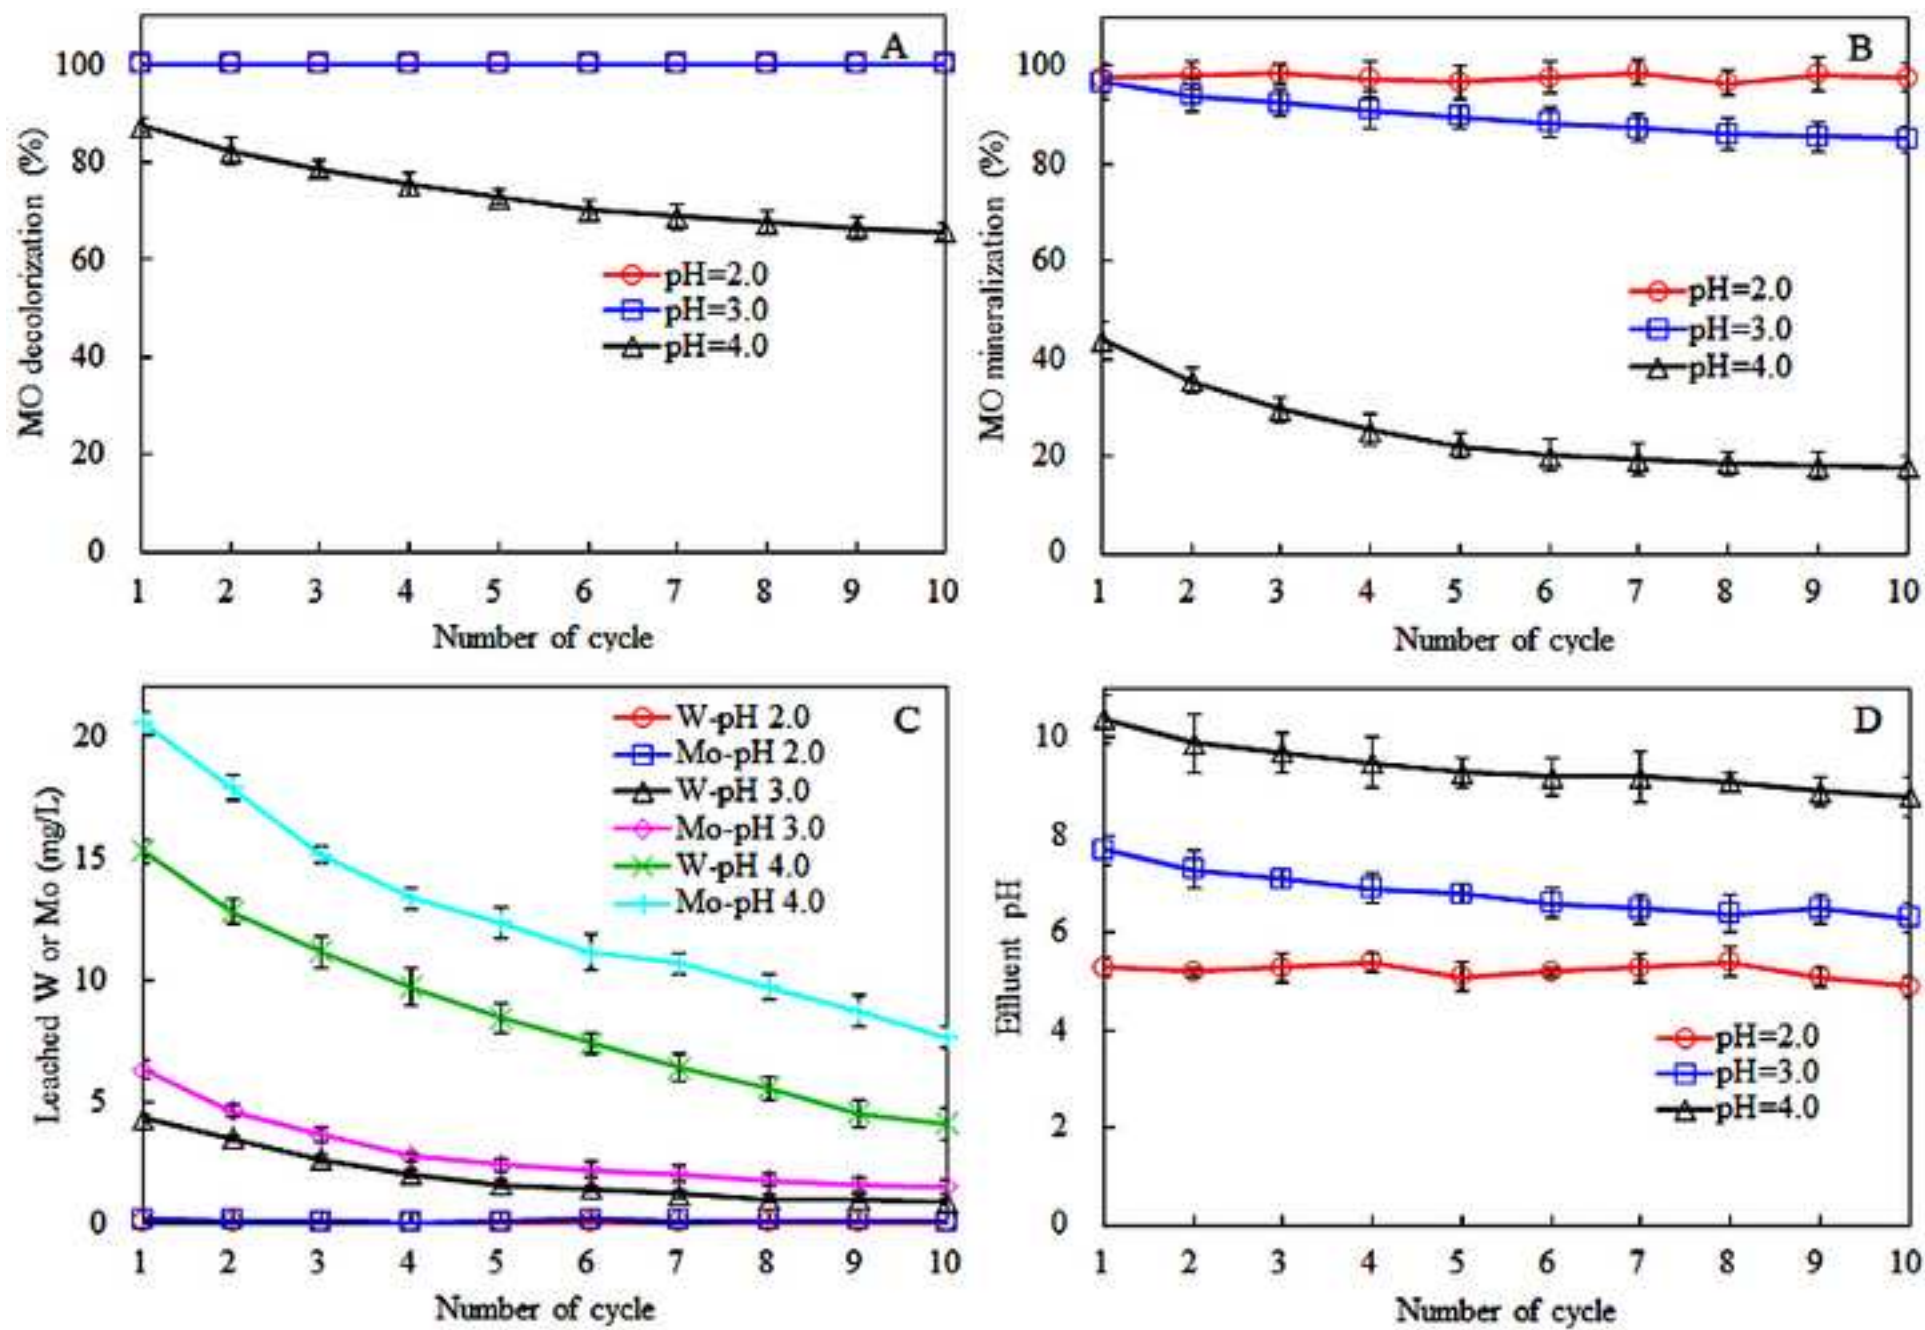 A
MO decolorization (%)
100
80
60
40
20
0
pH=2.0
pH=3.0
pH=4.0
1 2 3 4 5 6 7 8 9 10
Number of cycle
B
MO mineralization (%)
100
80
60
40
20
0
pH=2.0
pH=3.0
pH=4.0
1 2 3 4 5 6 7 8 9 10
Number of cycle
C
Leached W or Mo (mg/L)
20
15
10
5
0
W-pH 2.0
Mo-pH 2.0
W-pH 3.0
Mo-pH 3.0
W-pH 4.0
Mo-pH 4.0
1 2 3 4 5 6 7 8 9 10
Number of cycle
D
Effluent pH
10
8
6
4
2
0
pH=2.0
pH=3.0
pH=4.0
1 2 3 4 5 6 7 8 9 10
Number of cycle